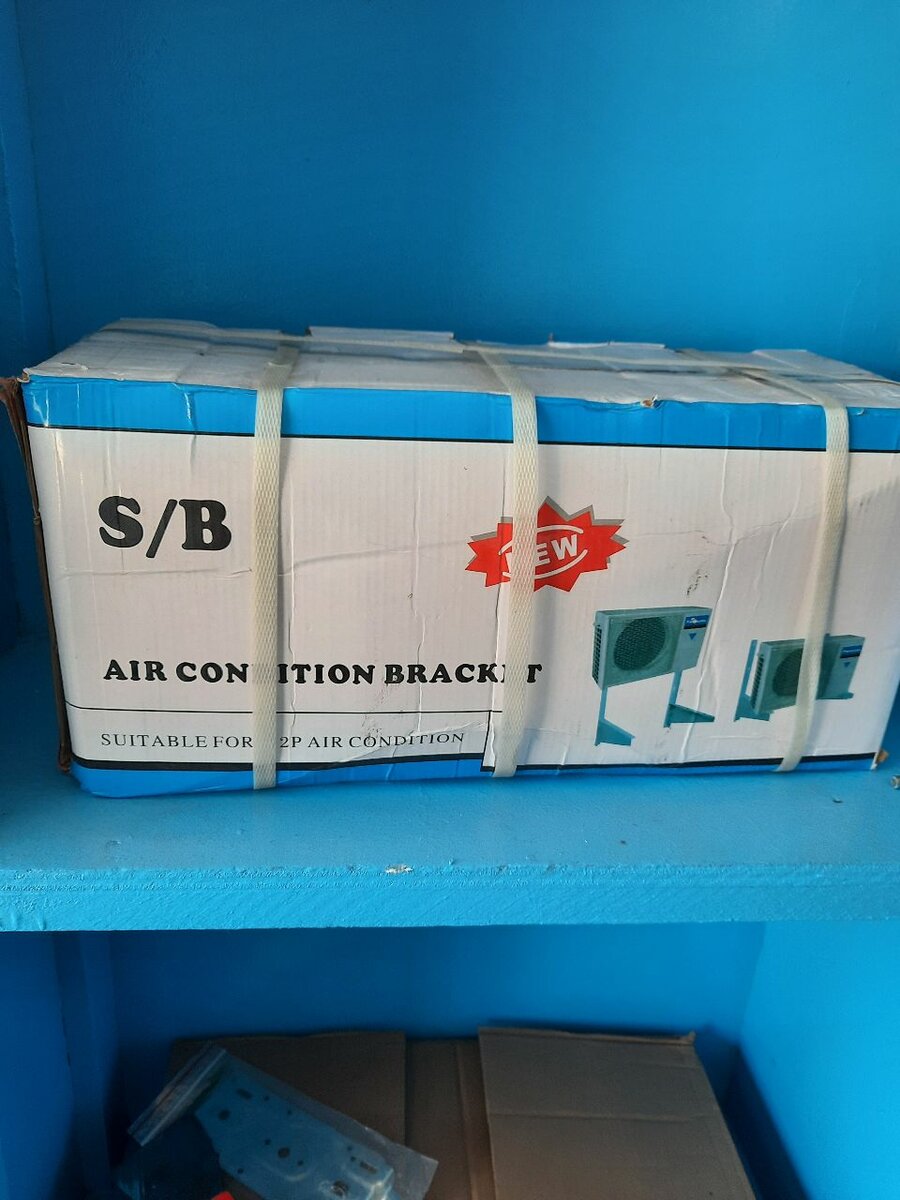 S/B
NEW
AIR CONDITION BRACKET
SUITABLE FOR 2P AIR CONDITION